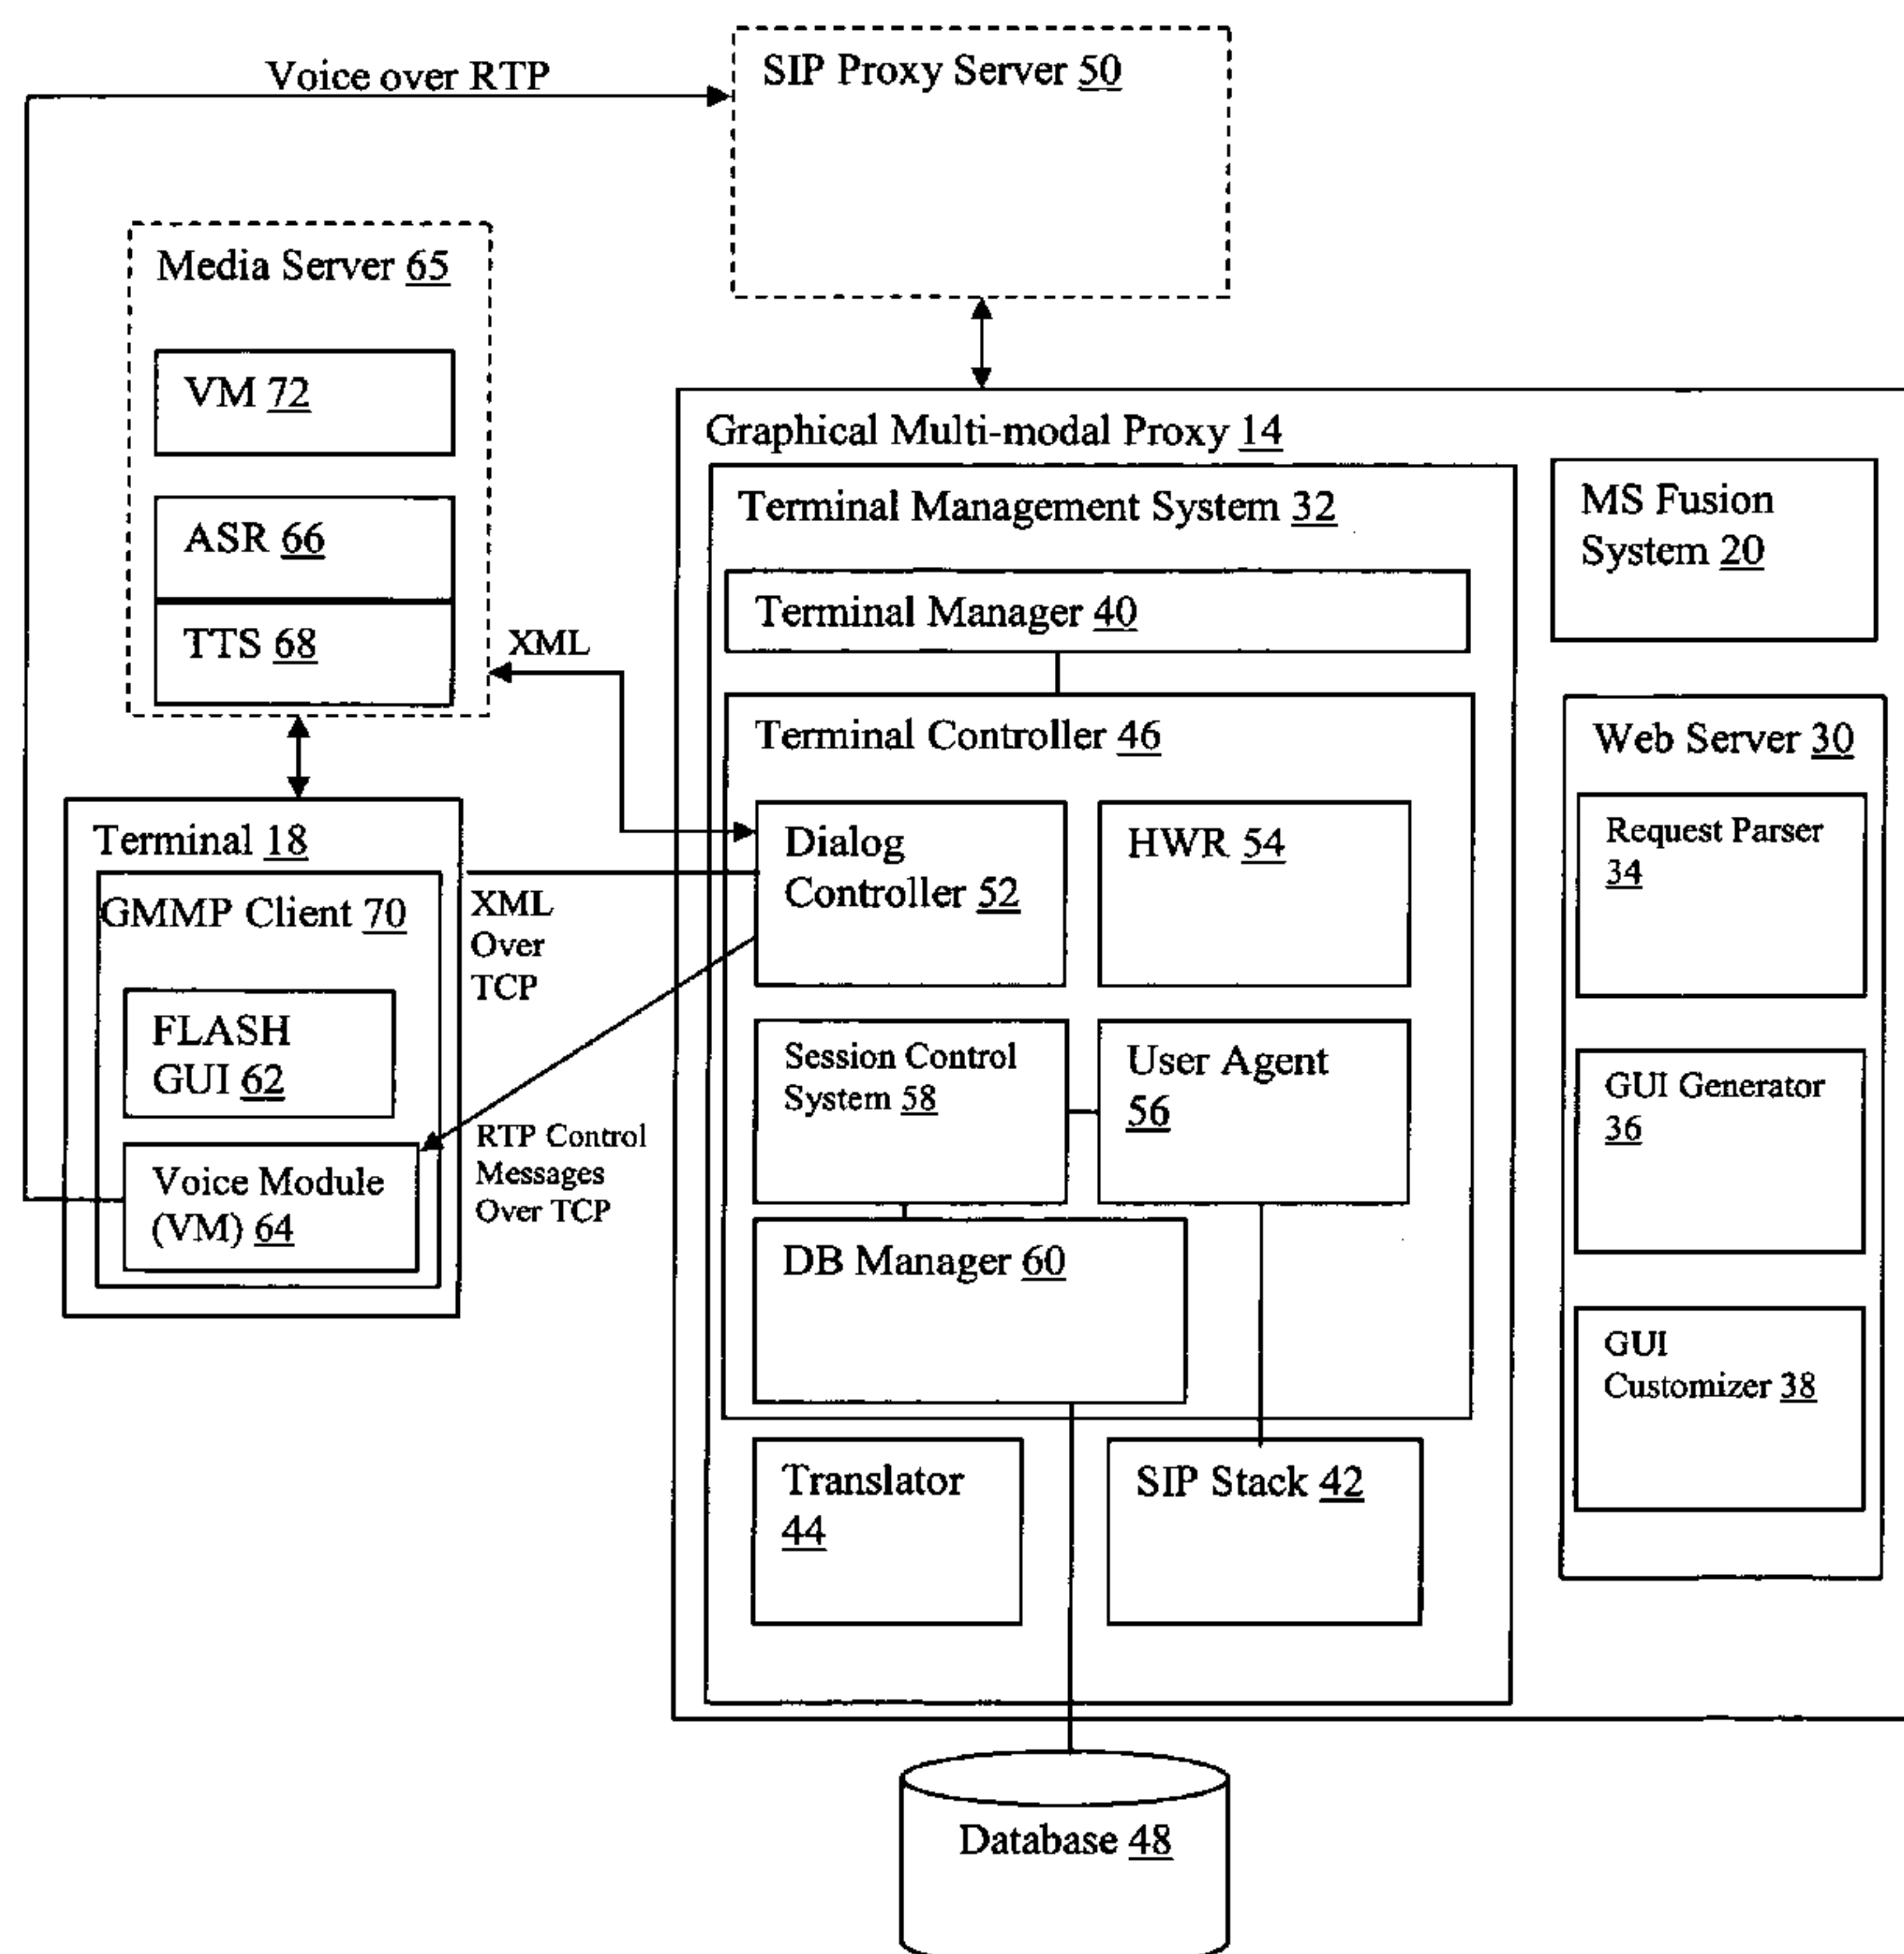 Voice over RTP
SIP Proxy Server 50
Media Server 65
VM 72
ASR 66
TTS 68
XML
Graphical Multi-modal Proxy 14
Terminal Management System 32
Terminal Manager 40
Terminal Controller 46
Dialog
Controller 52
HWR 54
Session Control
System 58
User Agent
56
DB Manager 60
Translator
44
SIP Stack 42
MS Fusion
System 20
Web Server 30
Request Parser
34
GUI Generator
36
GUI
Customizer 38
Terminal 18
GMMP Client 70
FLASH
GUI 62
Voice Module
(VM) 64
XML
Over
TCP
RTP Control
Messages
Over TCP
Database 48